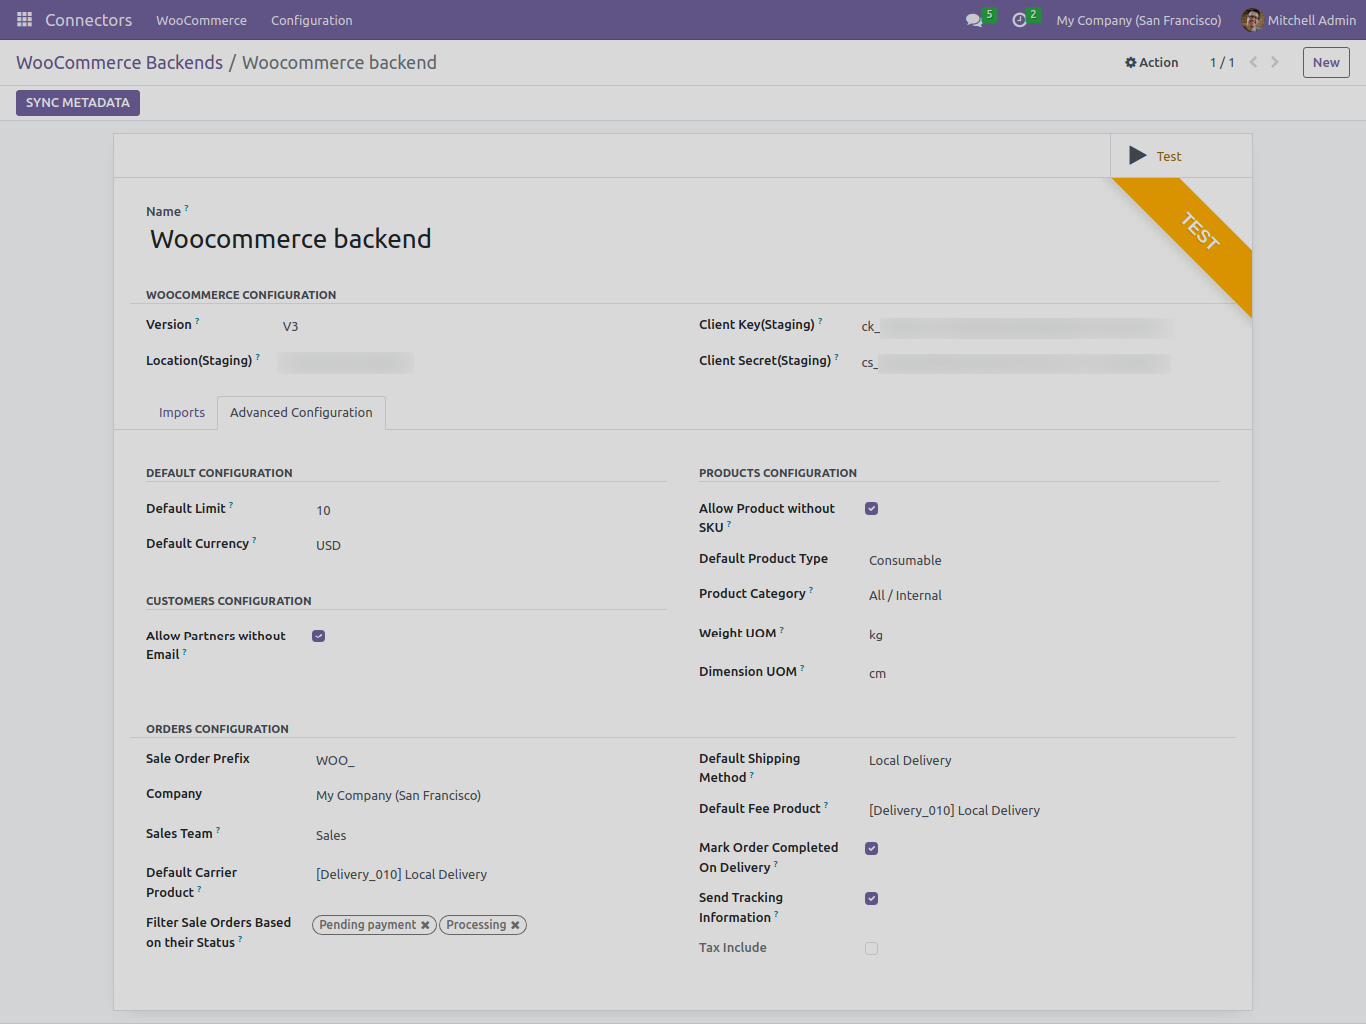 Connectors WooCommerce Configuration 5 2 My Company (San Francisco) Mitchell Admin
WooCommerce Backends / Woocommerce backend Action 1 / 1 New
SYNC METADATA
Test
TEST
Name ?
Woocommerce backend
WOOCOMMERCE CONFIGURATION
Version ? V3 Client Key(Staging) ? ck_
Location(Staging) ? Client Secret(Staging) ? cs_
Imports Advanced Configuration
DEFAULT CONFIGURATION
Default Limit ? 10
Default Currency ? USD
CUSTOMERS CONFIGURATION
Allow Partners without
Email ?
PRODUCTS CONFIGURATION
Allow Product without
SKU ?
Default Product Type Consumable
Product Category ? All / Internal
Weight UOM ? kg
Dimension UOM ? cm
ORDERS CONFIGURATION
Sale Order Prefix WOO_
Company My Company (San Francisco)
Sales Team ? Sales
Default Carrier
Product ? [Delivery_010] Local Delivery
Filter Sale Orders Based
on their Status ? Pending payment Processing
Default Shipping
Method ? Local Delivery
Default Fee Product ? [Delivery_010] Local Delivery
Mark Order Completed
On Delivery ?
Send Tracking
Information ?
Tax Include